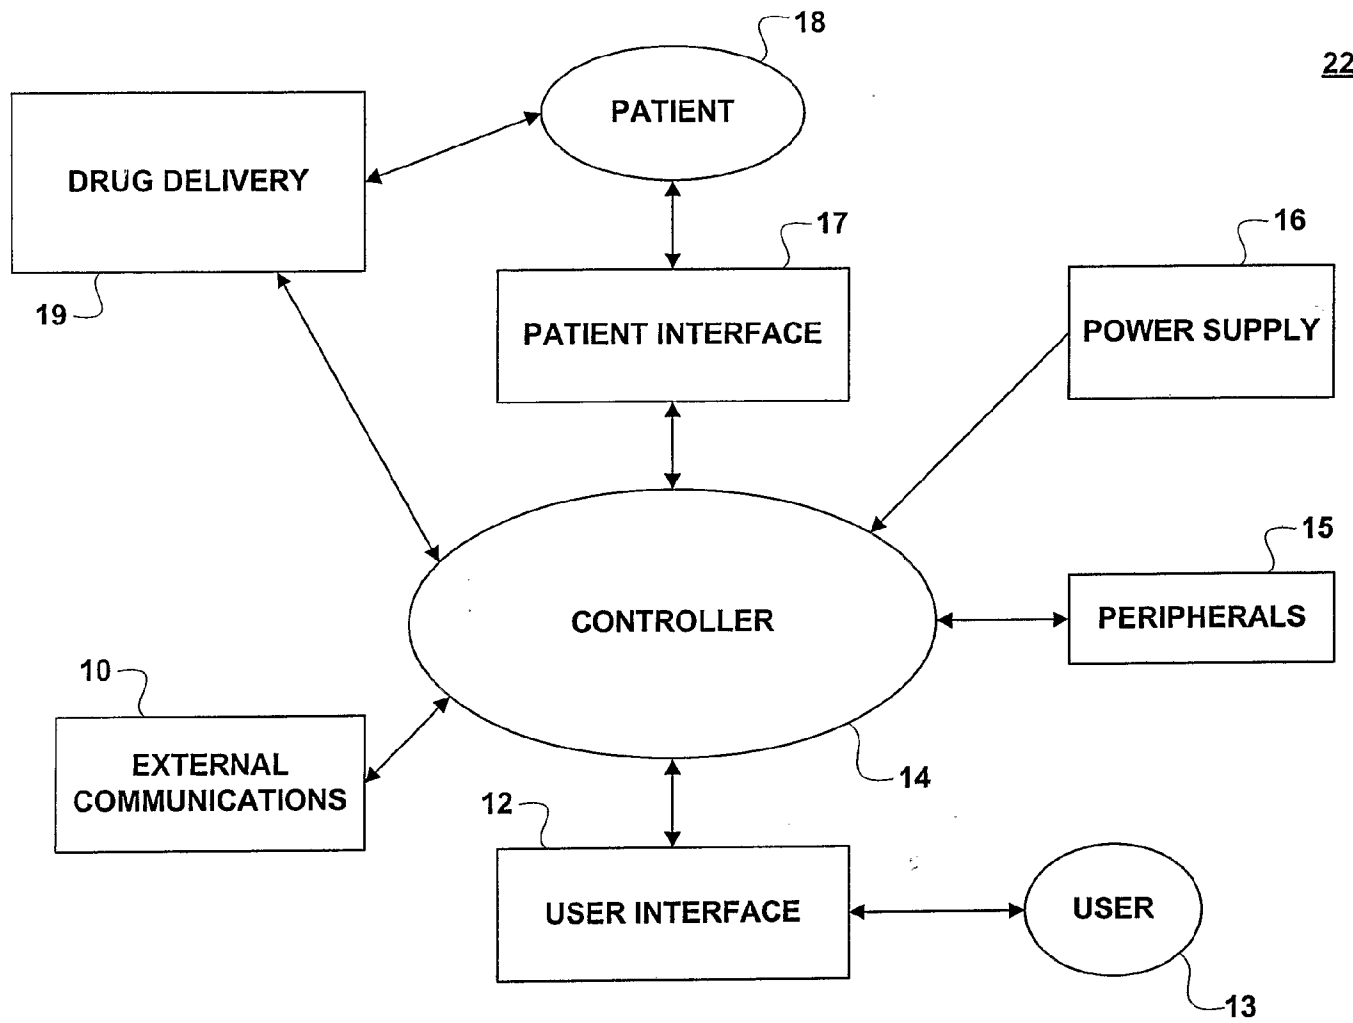 18
22
PATIENT
DRUG DELIVERY
17
16
19
PATIENT INTERFACE
POWER SUPPLY
15
CONTROLLER
PERIPHERALS
10
EXTERNAL
COMMUNICATIONS
14
12
USER INTERFACE
USER
13